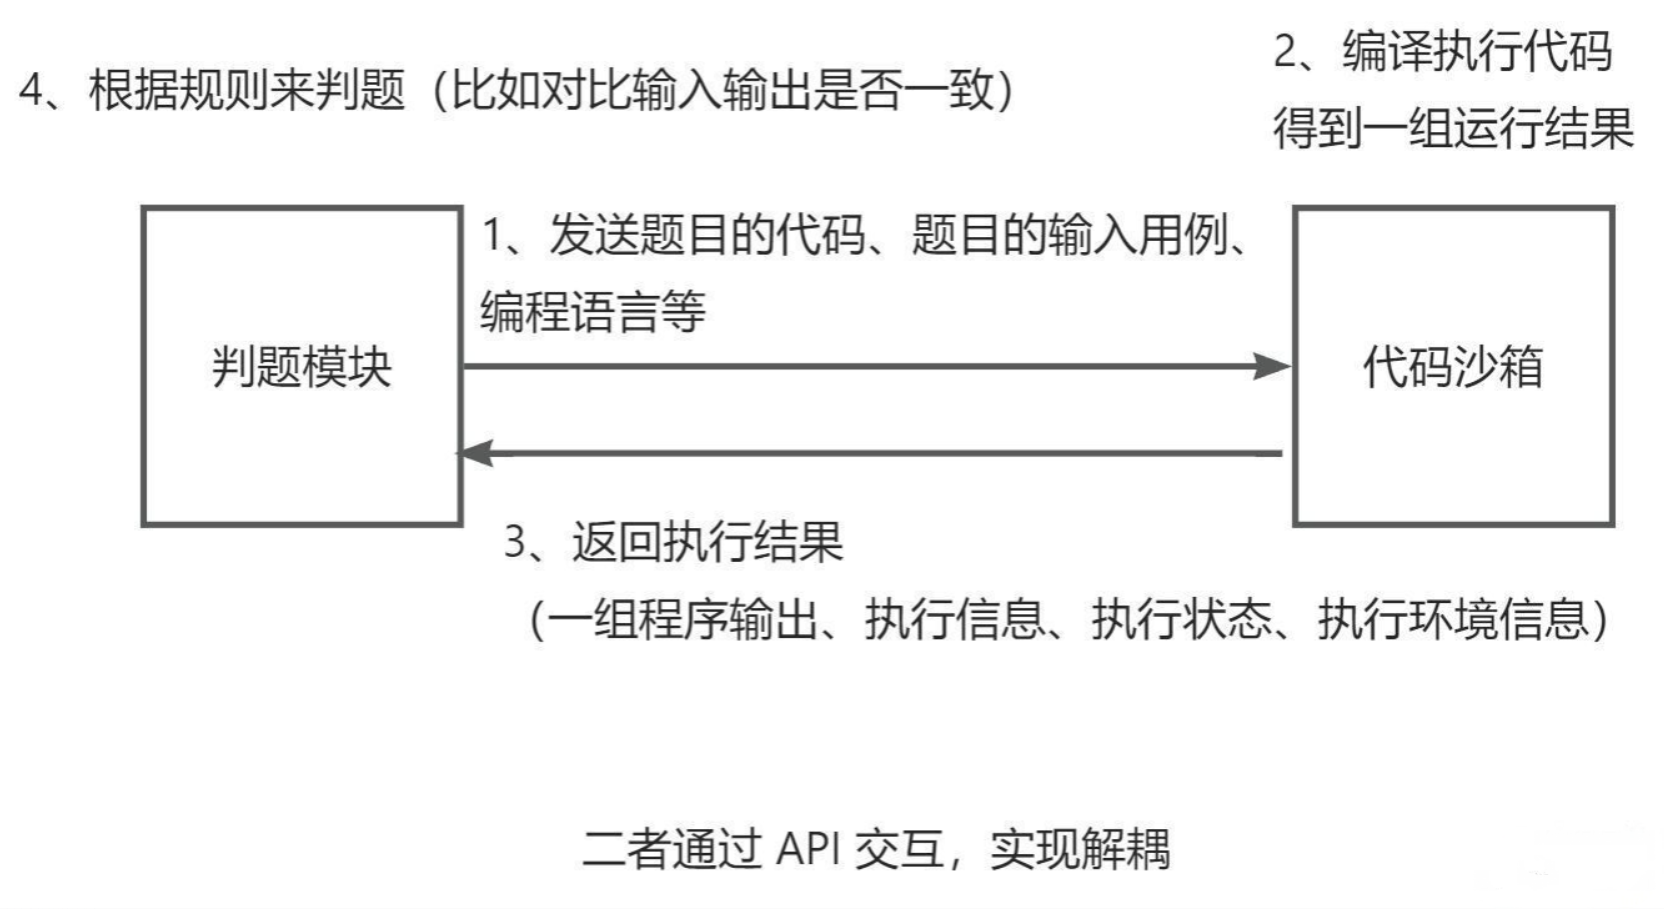 4、根据规则来判题（比如对比输入输出是否一致）
2、编译执行代码
得到一组运行结果
1、发送题目的代码、题目的输入用例、
编程语言等
判题模块
代码沙箱
3、返回执行结果
（一组程序输出、执行信息、执行状态、执行环境信息）
二者通过 API 交互，实现解耦